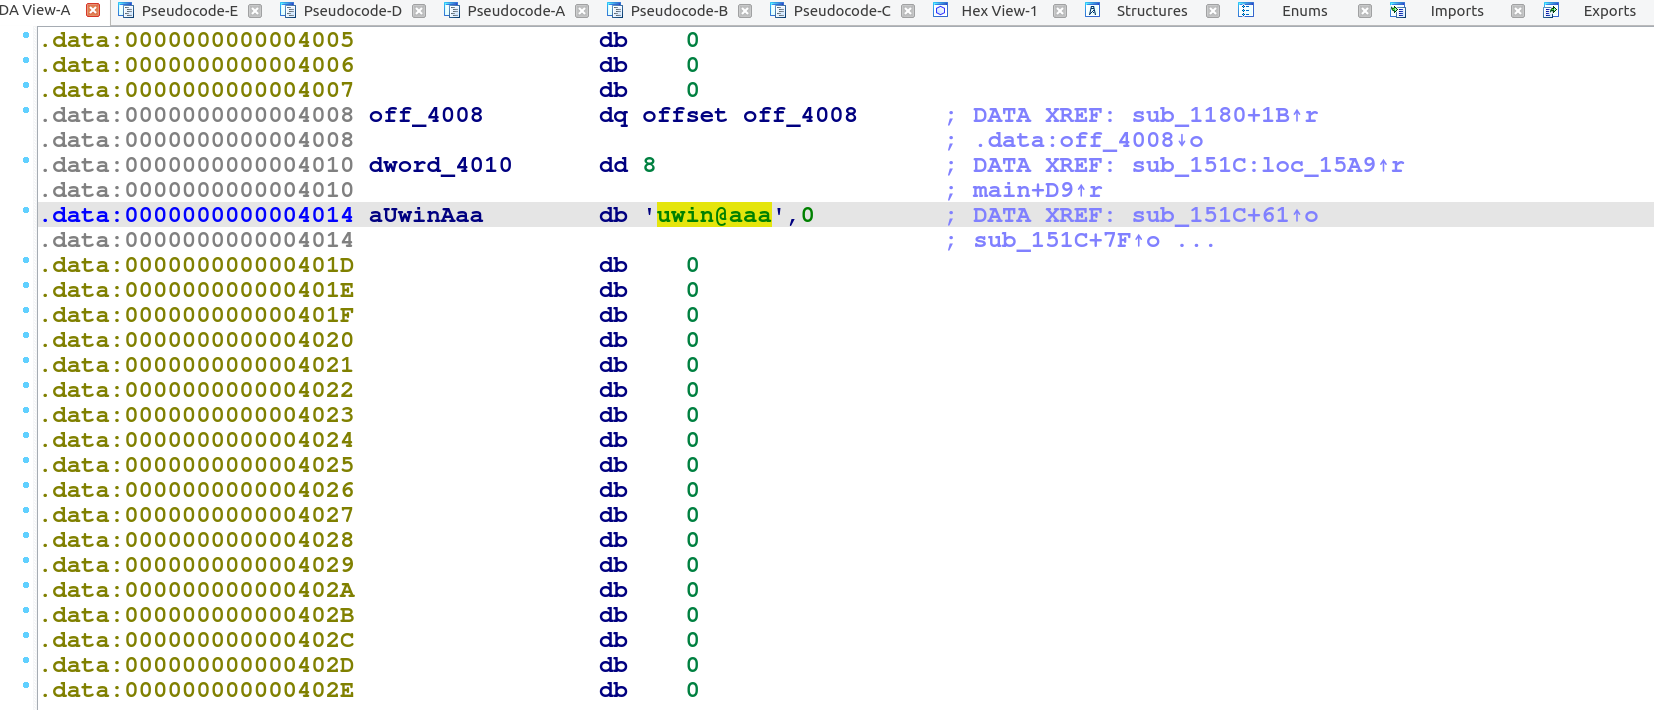 DA View-A Pseudocode-E Pseudocode-D Pseudocode-A Pseudocode-B Pseudocode-C Hex View-1 Structures Enums Imports Exports
.data:0000000000004005 db 0
.data:0000000000004006 db 0
.data:0000000000004007 db 0
.data:0000000000004008 off_4008 dq offset off_4008 ; DATA XREF: sub_1180+1B↑r
.data:0000000000004008 ; .data:off_4008↓o
.data:0000000000004010 dword_4010 dd 8 ; DATA XREF: sub_151C:loc_15A9↑r
.data:0000000000004010 ; main+D9↑r
.data:0000000000004014 aUwinAaa db 'uwin@aaa',0 ; DATA XREF: sub_151C+61↑o
.data:0000000000004014 ; sub_151C+7F↑o ...
.data:000000000000401D db 0
.data:000000000000401E db 0
.data:000000000000401F db 0
.data:0000000000004020 db 0
.data:0000000000004021 db 0
.data:0000000000004022 db 0
.data:0000000000004023 db 0
.data:0000000000004024 db 0
.data:0000000000004025 db 0
.data:0000000000004026 db 0
.data:0000000000004027 db 0
.data:0000000000004028 db 0
.data:0000000000004029 db 0
.data:000000000000402A db 0
.data:000000000000402B db 0
.data:000000000000402C db 0
.data:000000000000402D db 0
.data:000000000000402E db 0